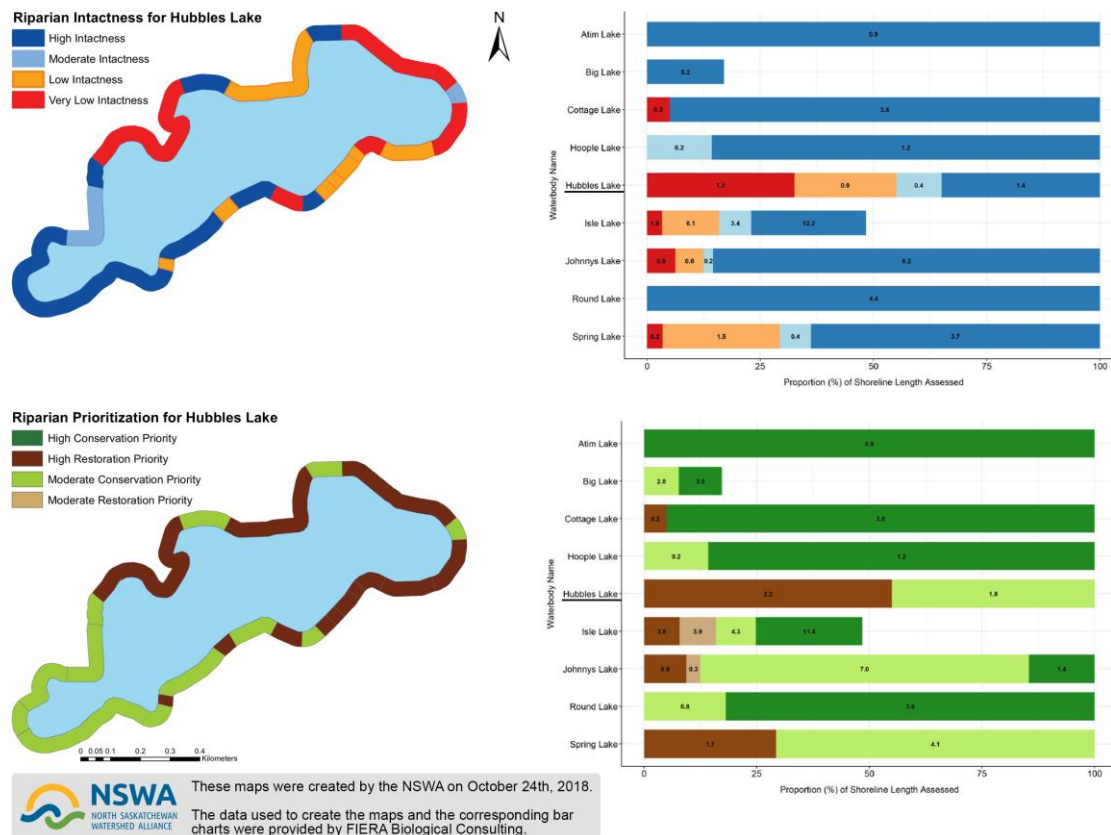 Riparian Intactness for Hubbles Lake
High Intactness
Moderate Intactness
Low Intactness
Very Low Intactness
N
Waterbody Name
Atim Lake
0.9
Big Lake
0.2
Cottage Lake
0.2
3.8
Hoople Lake
0.2
1.2
Hubbles Lake
1.3
0.9
0.4
1.4
Isle Lake
6.1
3.4
12.2
Johnnys Lake
0.6
0.6
0.2
8.2
Round Lake
4.4
Spring Lake
0.2
1.5
0.4
3.7
0
25
50
75
100
Proportion (%) of Shoreline Length Assessed
Riparian Prioritization for Hubbles Lake
High Conservation Priority
High Restoration Priority
Moderate Conservation Priority
Moderate Restoration Priority
0 0.05 0.1 0.2 0.3 0.4
Kilometers
Waterbody Name
Atim Lake
0.9
Big Lake
2.8
3.5
Cottage Lake
0.2
3.8
Hoople Lake
0.2
1.2
Hubbles Lake
2.2
1.8
Isle Lake
3.8
3.9
4.3
11.4
Johnnys Lake
0.9
0.3
7.0
1.4
Round Lake
0.8
Spring Lake
1.7
4.1
0
25
50
75
100
Proportion (%) of Shoreline Length Assessed
NSWA
NORTH SASKATCHEWAN
WATERSHED ALLIANCE
These maps were created by the NSWA on October 24th, 2018.
The data used to create the maps and the corresponding bar
charts were provided by FIERA Biological Consulting.